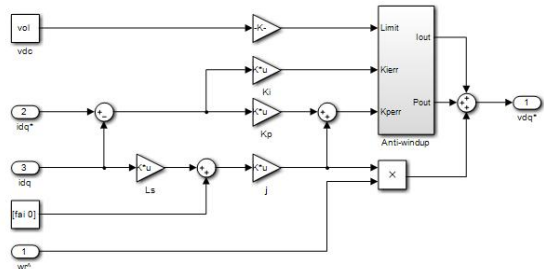 vol
vdc
-K-
Limit
Iout
K*u
Ki
Kierr
2
idq*
K*u
Kp
Kperr
Pout
Anti-windup
1
vdq*
3
idq
K*u
Ls
K*u
j
×
[fai 0]
1
wr^